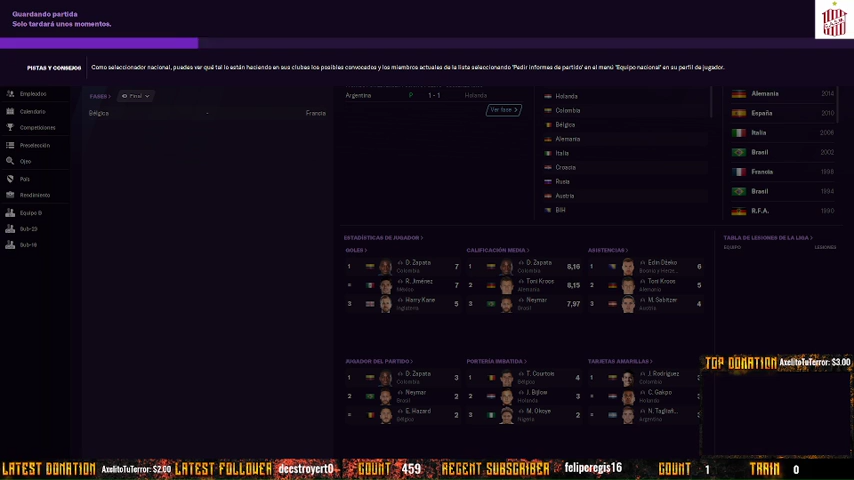 Guardando partida
Solo tardará unos momentos.
PISTAS Y CONSEJOS
Como seleccionador nacional, puedes ver qué tal lo están haciendo en sus clubes los posibles convocados y los miembros actuales de la lista seleccionando "Pedir informes de partido" en el menú "Equipo nacional" en su perfil de jugador.
Empleados
Calendario
Competiciones
Preselección
Ojeo
País
Rendimiento
Equipo B
Sub-23
Sub-18
FASES >
Final
Bélgica - Francia
Argentina P 1 - 1 Holanda
Ver fase >
Holanda
Colombia
Bélgica
Alemania
Italia
Croacia
Rusia
Austria
BIH
Alemania 2014
España 2010
Italia 2006
Brasil 2002
Francia 1998
Brasil 1994
R.F.A. 1990
ESTADÍSTICAS DE JUGADOR >
GOLES >
1 D. Zapata 7
Colombia
R. Jiménez 7
México
3 Harry Kane 5
Inglaterra
CALIFICACIÓN MEDIA >
1 D. Zapata 8,16
Colombia
2 Toni Kroos 8,15
Alemania
3 Neymar 7,97
Brasil
ASISTENCIAS >
1 Edin Džeko 6
Bosnia y Herze...
2 Toni Kroos 5
Alemania
3 M. Sabitzer 4
Austria
TABLA DE LESIONES DE LA LIGA >
EQUIPO LESIONES
JUGADOR DEL PARTIDO >
1 D. Zapata 3
Colombia
2 Neymar 2
Brasil
E. Hazard 2
Bélgica
PORTERÍA IMBATIDA >
1 T. Courtois 4
Bélgica
2 J. Bijlow 3
Holanda
3 M. Okoye 2
Nigeria
TARJETAS AMARILLAS >
1 J. Rodríguez
Colombia
C. Gakpo
Holanda
N. Tagliafi...
Argentina
TOP DONATION AxelitoTuTerror: $3.00
LATEST DONATION AxelitoTuTerror: $2.00 LATEST FOLLOWER deestroyert0 COUNT 459 RECENT SUBSCRIBER feliporegis16 COUNT 1 TRAIN 0